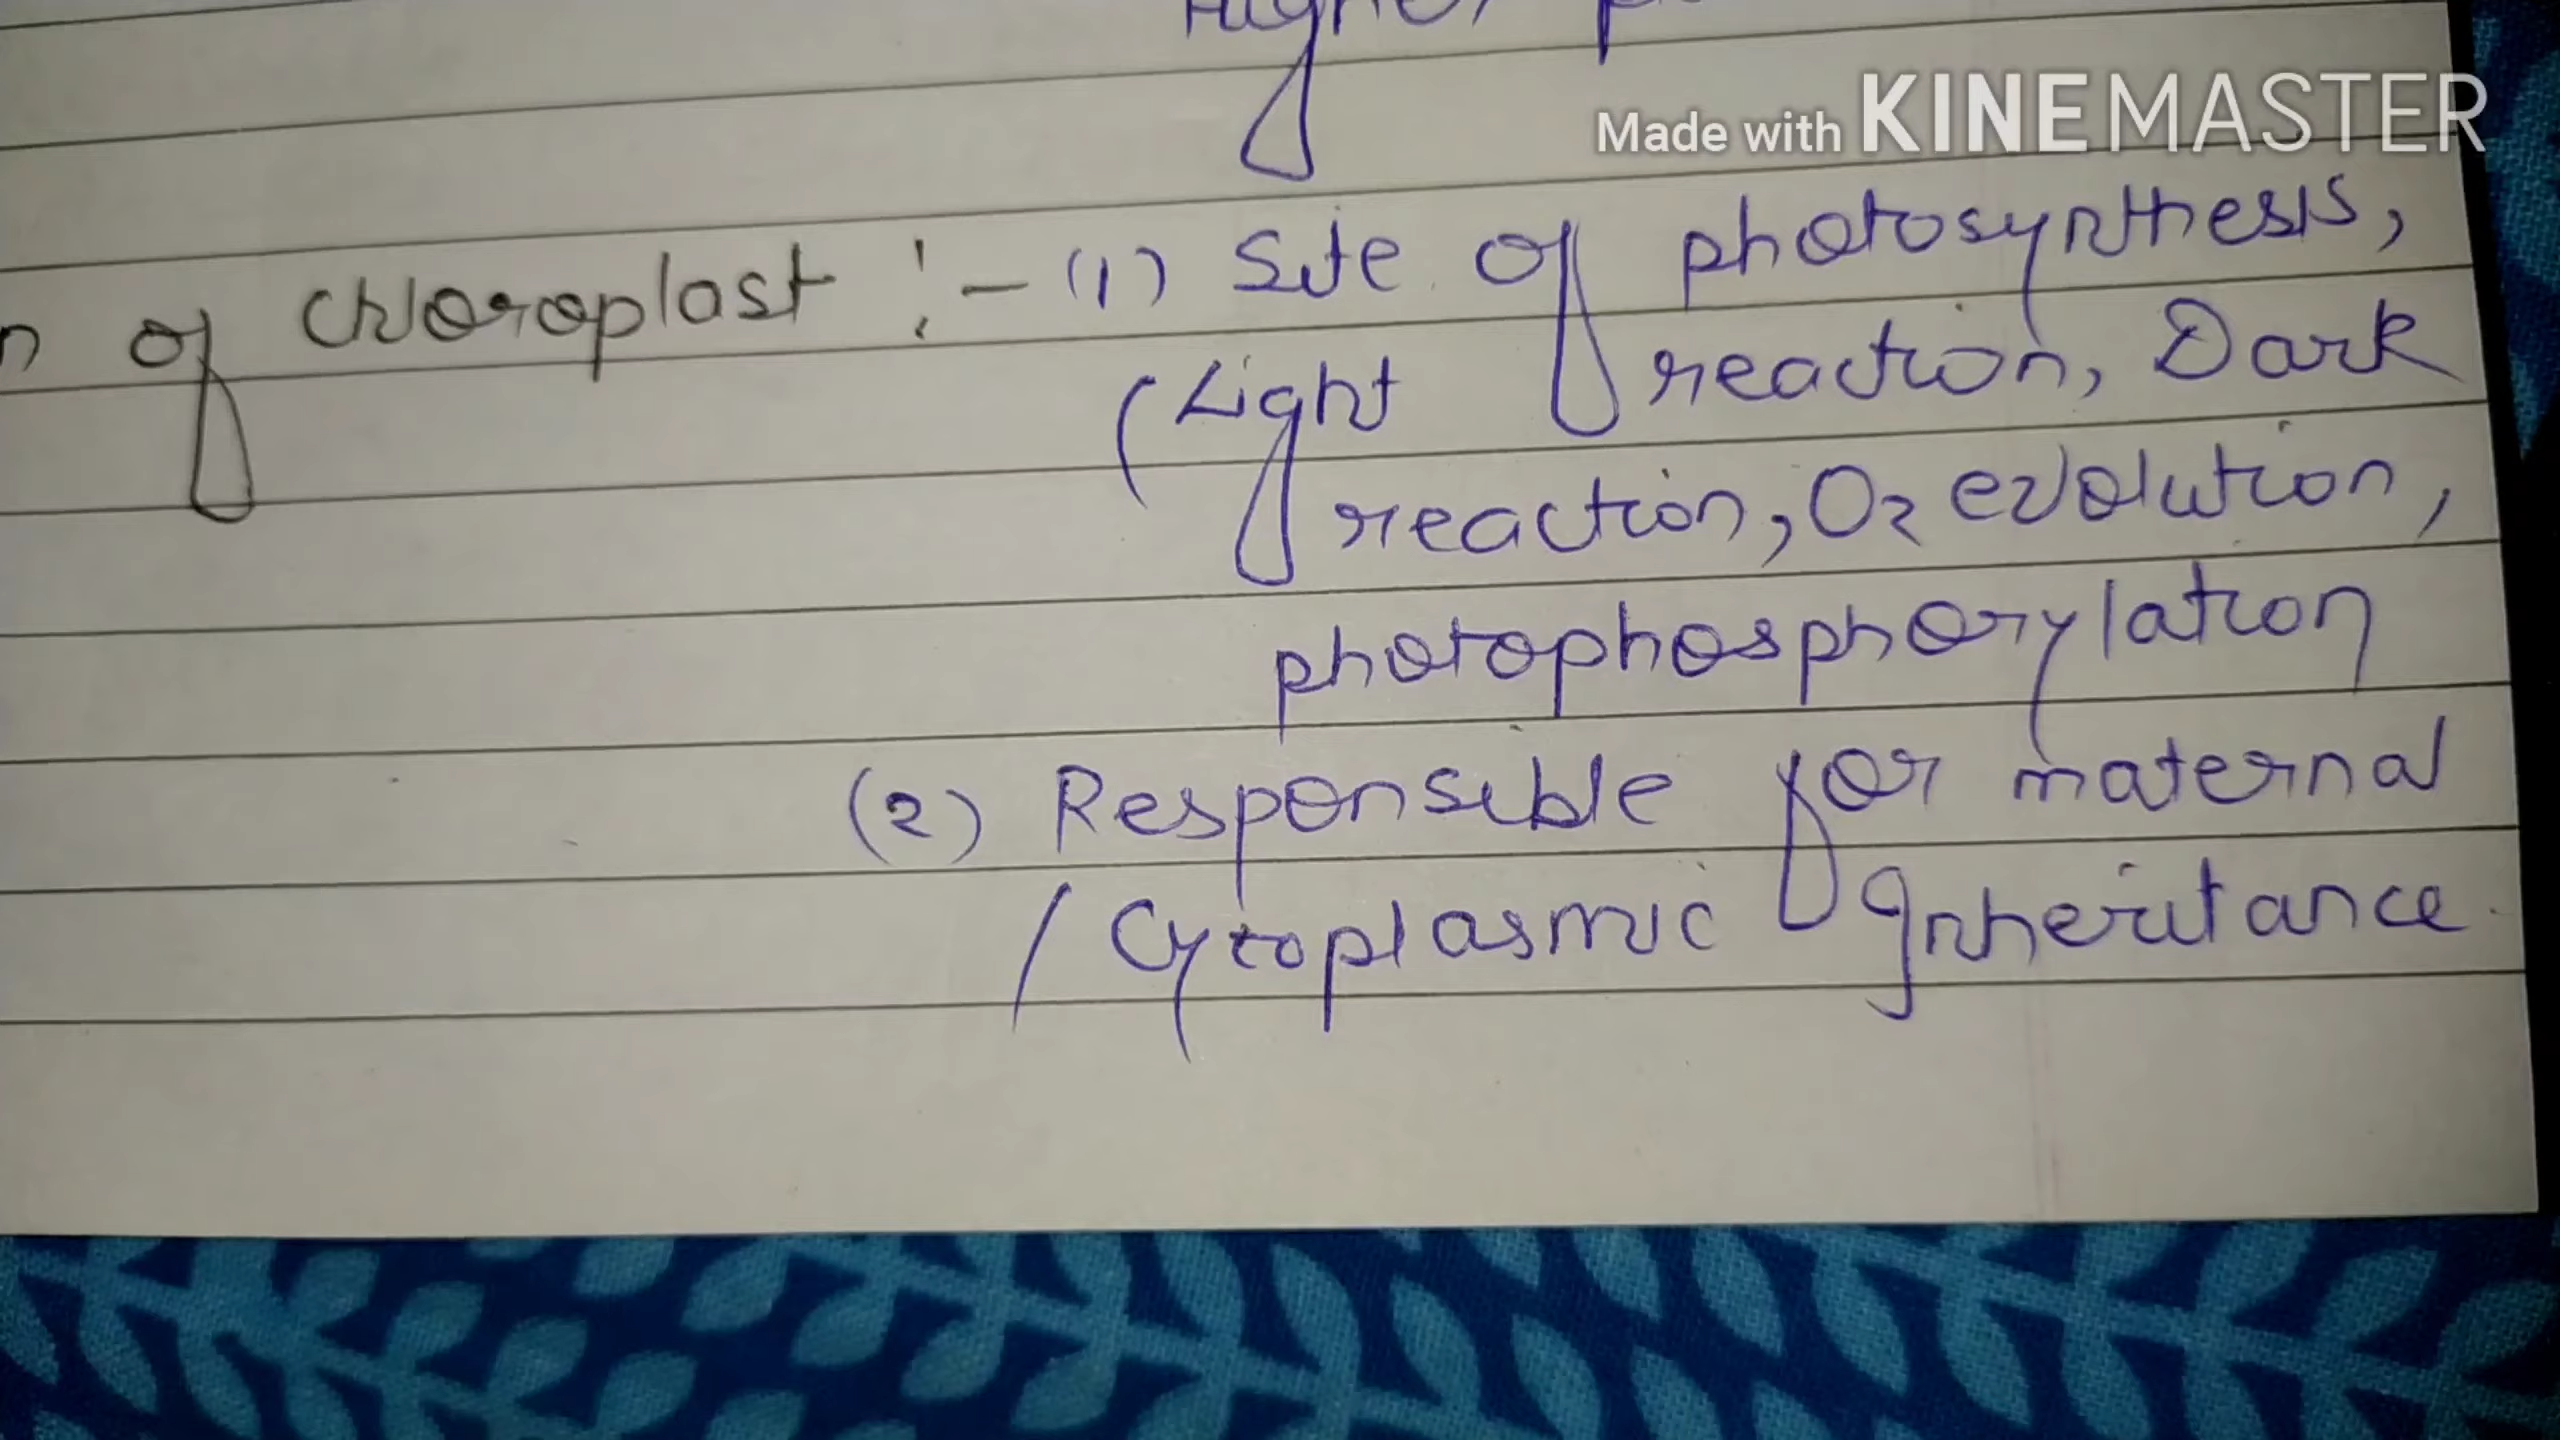 Higher
Made with KINEMASTER
n of chloroplast :- (1) Site of photosynthesis,
(Light reaction, Dark
reaction, O2 evolution,
photophosphorylation
(2) Responsible for maternal
/ Cytoplasmic Inheritance.